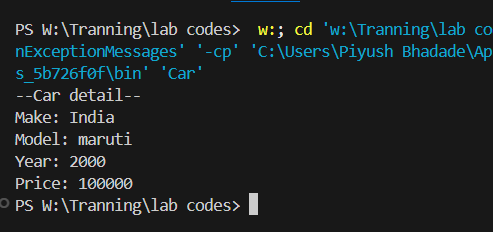 PS W:\Tranning\lab codes>  w:; cd 'w:\Tranning\lab co
nExceptionMessages' '-cp' 'C:\Users\Piyush Bhadade\Ap
s_5b726f0f\bin' 'Car'
--Car detail--
Make: India
Model: maruti
Year: 2000
Price: 100000
PS W:\Tranning\lab codes>